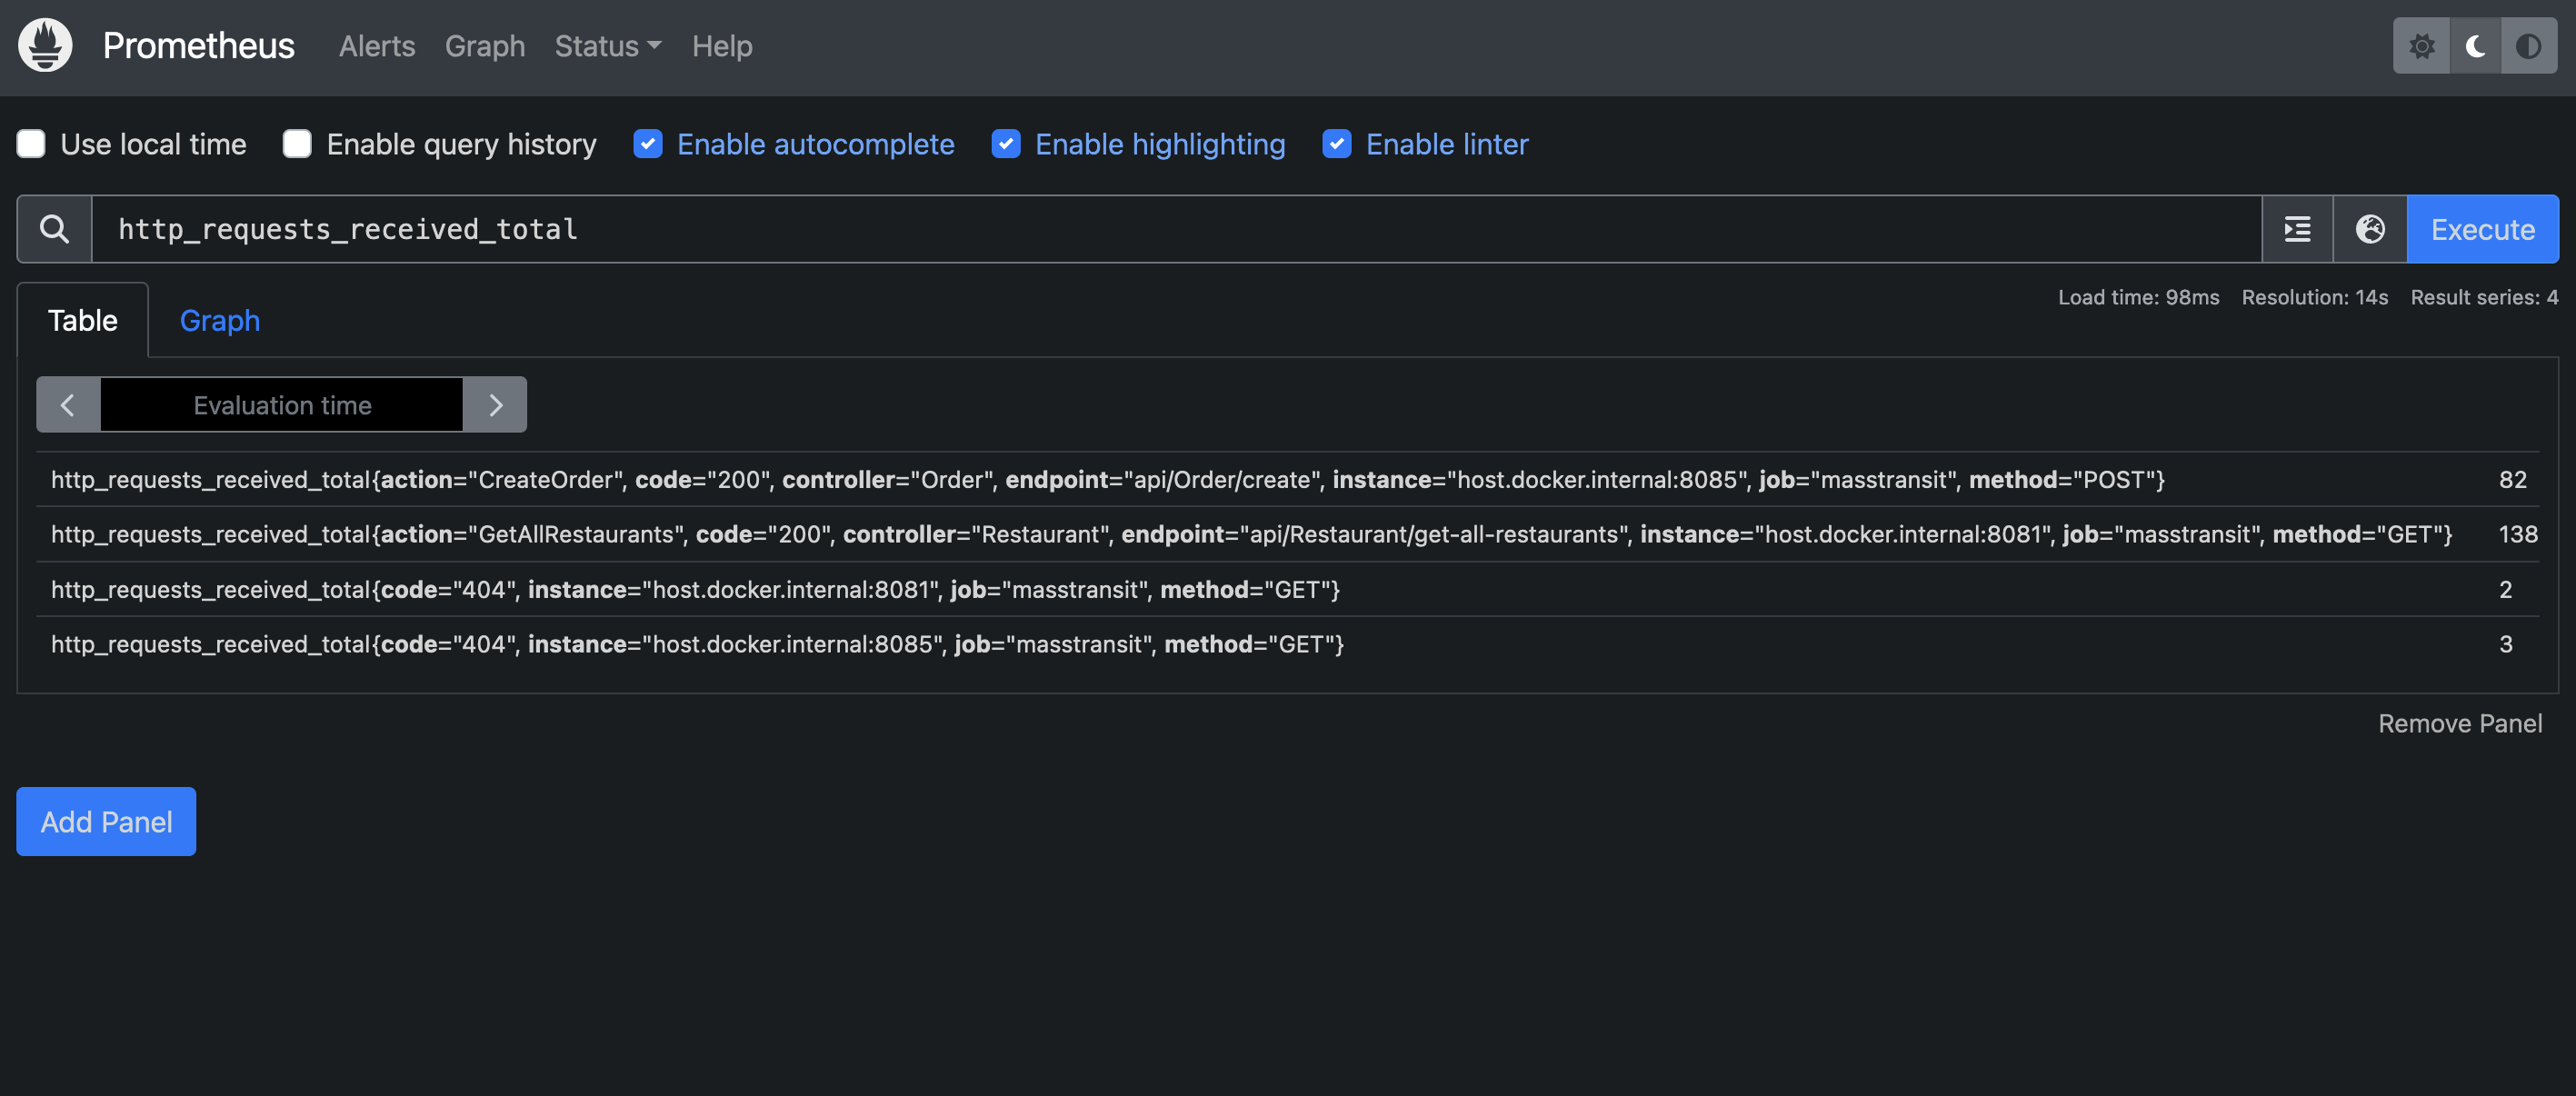 Prometheus Alerts Graph Status Help
Use local time Enable query history Enable autocomplete Enable highlighting Enable linter
http_requests_received_total Execute
Table Graph Load time: 98ms Resolution: 14s Result series: 4
Evaluation time
http_requests_received_total{action="CreateOrder", code="200", controller="Order", endpoint="api/Order/create", instance="host.docker.internal:8085", job="masstransit", method="POST"} 82
http_requests_received_total{action="GetAllRestaurants", code="200", controller="Restaurant", endpoint="api/Restaurant/get-all-restaurants", instance="host.docker.internal:8081", job="masstransit", method="GET"} 138
http_requests_received_total{code="404", instance="host.docker.internal:8081", job="masstransit", method="GET"} 2
http_requests_received_total{code="404", instance="host.docker.internal:8085", job="masstransit", method="GET"} 3
Remove Panel
Add Panel